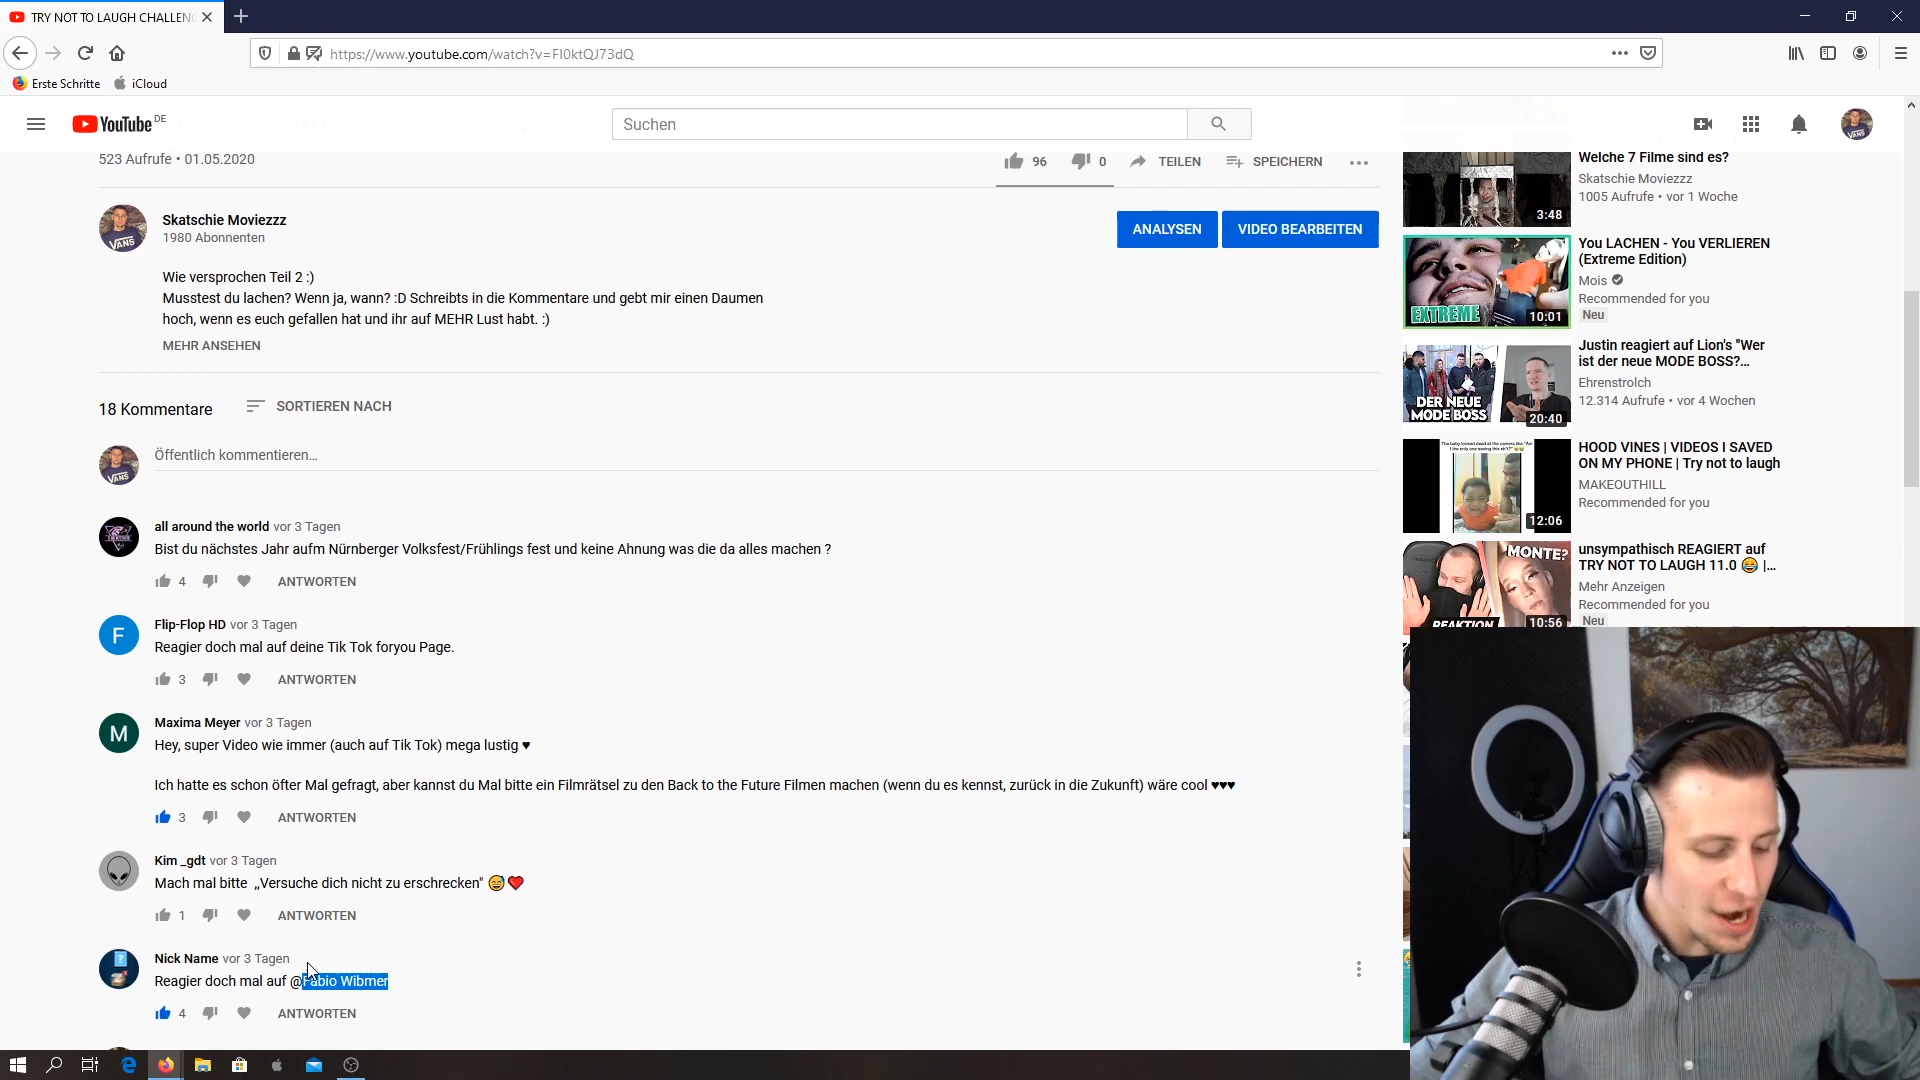 TRY NOT TO LAUGH CHALLEN
https://www.youtube.com/watch?v=FI0ktQJ73dQ
Erste Schritte
iCloud
YouTube DE
Suchen
523 Aufrufe • 01.05.2020
96
0
TEILEN
SPEICHERN
Skatschie Moviezzz
1980 Abonnenten
ANALYSEN
VIDEO BEARBEITEN
Wie versprochen Teil 2 :)
Musstest du lachen? Wenn ja, wann? :D Schreibts in die Kommentare und gebt mir einen Daumen
hoch, wenn es euch gefallen hat und ihr auf MEHR Lust habt. :)
MEHR ANSEHEN
18 Kommentare
SORTIEREN NACH
VANS
Öffentlich kommentieren...
all around the world vor 3 Tagen
Bist du nächstes Jahr aufm Nürnberger Volksfest/Frühlings fest und keine Ahnung was die da alles machen ?
4
ANTWORTEN
F
Flip-Flop HD vor 3 Tagen
Reagier doch mal auf deine Tik Tok foryou Page.
3
ANTWORTEN
M
Maxima Meyer vor 3 Tagen
Hey, super Video wie immer (auch auf Tik Tok) mega lustig ♥
Ich hatte es schon öfter Mal gefragt, aber kannst du Mal bitte ein Filmrätsel zu den Back to the Future Filmen machen (wenn du es kennst, zurück in die Zukunft) wäre cool ♥♥♥
3
ANTWORTEN
Kim _gdt vor 3 Tagen
Mach mal bitte „Versuche dich nicht zu erschrecken" 😅❤️
1
ANTWORTEN
Nick Name vor 3 Tagen
Reagier doch mal auf @Fabio Wibmer
4
ANTWORTEN
Welche 7 Filme sind es?
Skatschie Moviezzz
1005 Aufrufe • vor 1 Woche
3:48
You LACHEN - You VERLIEREN
(Extreme Edition)
Mois
Recommended for you
Neu
EXTREME
10:01
Justin reagiert auf Lion's "Wer
ist der neue MODE BOSS?...
Ehrenstrolch
12.314 Aufrufe • vor 4 Wochen
DER NEUE
MODE BOSS
20:40
HOOD VINES | VIDEOS I SAVED
ON MY PHONE | Try not to laugh
MAKEOUTHILL
Recommended for you
12:06
unsympathisch REAGIERT auf
TRY NOT TO LAUGH 11.0 😂 |...
Mehr Anzeigen
Recommended for you
Neu
MONTE?
REAKTION
10:56